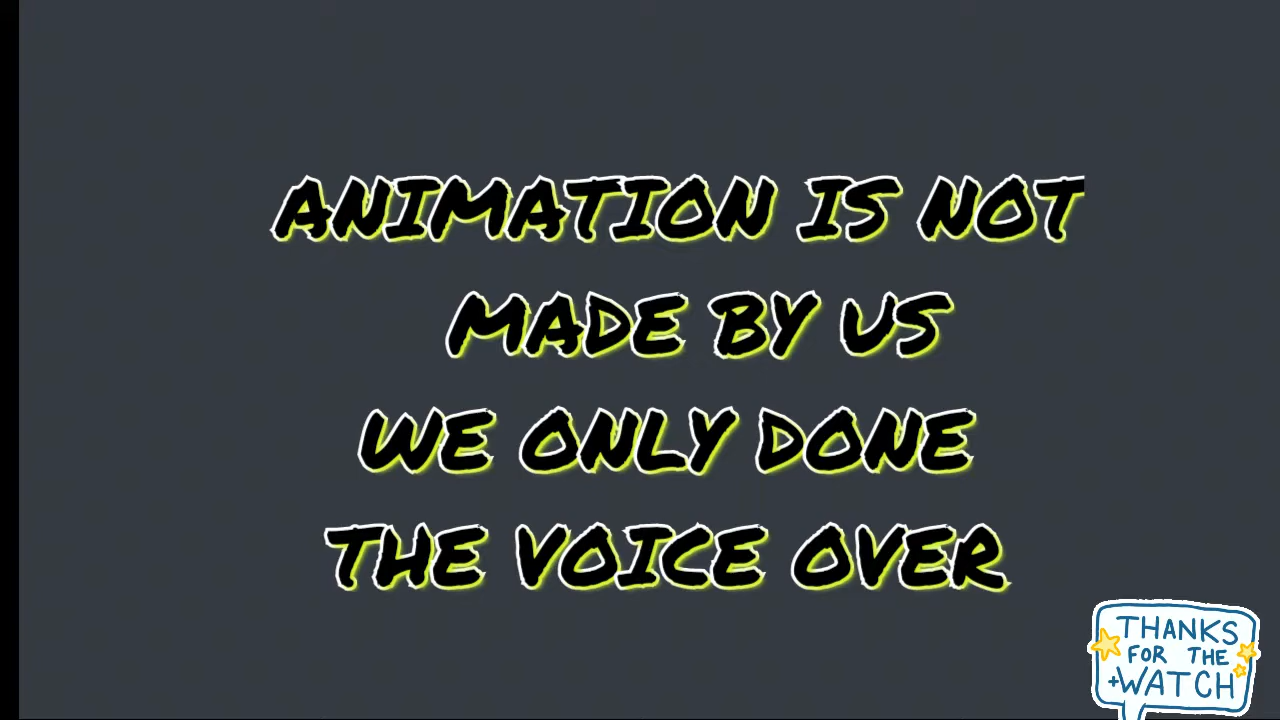 ANIMATION IS NOT
MADE BY US
WE ONLY DONE
THE VOICE OVER
THANKS
FOR THE
+WATCH